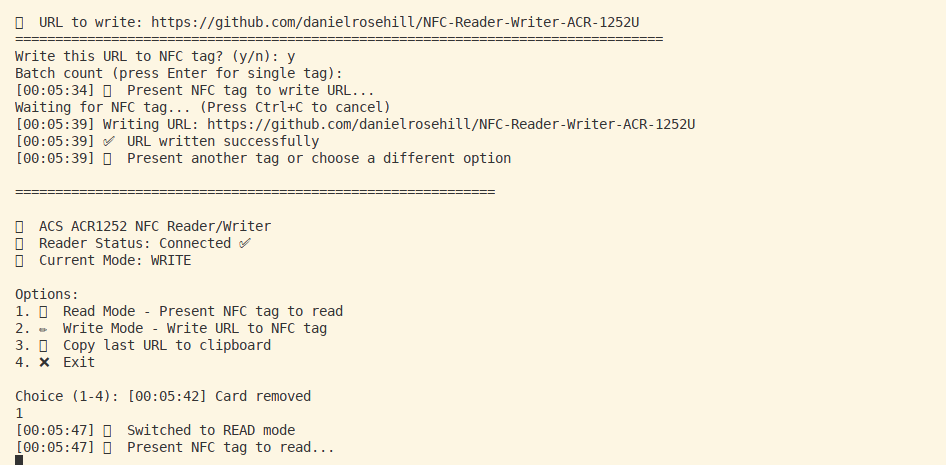 ▯  URL to write: https://github.com/danielrosehill/NFC-Reader-Writer-ACR-1252U
=================================================================================
Write this URL to NFC tag? (y/n): y
Batch count (press Enter for single tag):
[00:05:34] ▯  Present NFC tag to write URL...
Waiting for NFC tag... (Press Ctrl+C to cancel)
[00:05:39] Writing URL: https://github.com/danielrosehill/NFC-Reader-Writer-ACR-1252U
[00:05:39] ✅  URL written successfully
[00:05:39] ▯  Present another tag or choose a different option
============================================================
▯  ACS ACR1252 NFC Reader/Writer
▯  Reader Status: Connected ✅
▯  Current Mode: WRITE
Options:
1. ▯  Read Mode - Present NFC tag to read
2. ✏  Write Mode - Write URL to NFC tag
3. ▯  Copy last URL to clipboard
4. ❌  Exit
Choice (1-4): [00:05:42] Card removed
1
[00:05:47] ▯  Switched to READ mode
[00:05:47] ▯  Present NFC tag to read...